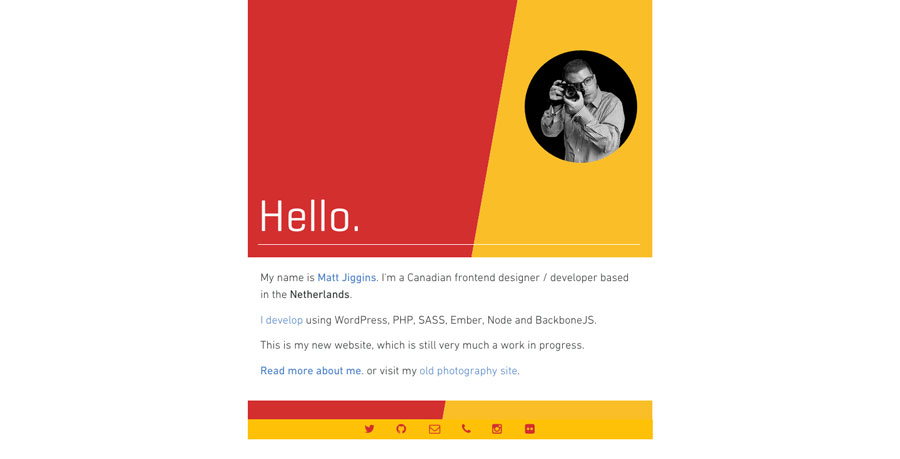 Hello.
My name is Matt Jiggins. I'm a Canadian frontend designer / developer based
in the Netherlands.
I develop using WordPress, PHP, SASS, Ember, Node and BackboneJS.
This is my new website, which is still very much a work in progress.
Read more about me. or visit my old photography site.